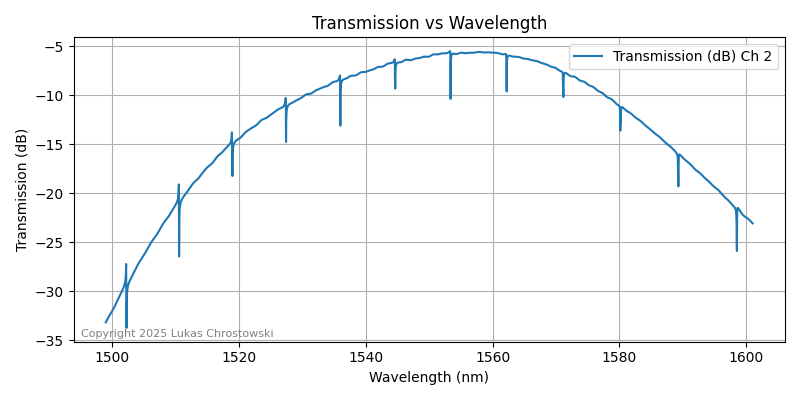 Transmission vs Wavelength
Transmission (dB) Ch 2
Transmission (dB)
−5
−10
−15
−20
−25
−30
−35
Copyright 2025 Lukas Chrostowski
1500 1520 1540 1560 1580 1600
Wavelength (nm)